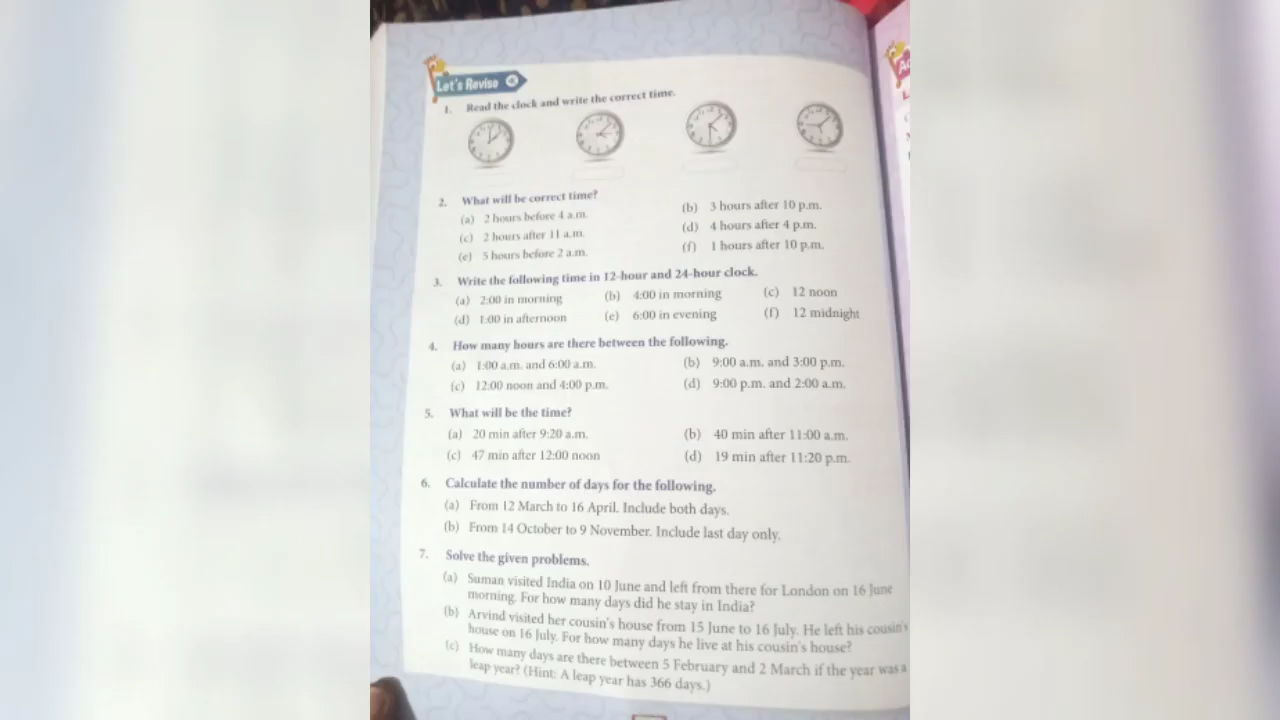 Let's Revise
1. Read the clock and write the correct time.
2. What will be correct time?
(a) 2 hours before 4 a.m.
(b) 3 hours after 10 p.m.
(c) 2 hours after 11 a.m.
(d) 4 hours after 4 p.m.
(e) 5 hours before 2 a.m.
(f) 1 hours after 10 p.m.
3. Write the following time in 12-hour and 24-hour clock.
(a) 2:00 in morning (b) 4:00 in morning (c) 12 noon
(d) 1:00 in afternoon (e) 6:00 in evening (f) 12 midnight
4. How many hours are there between the following.
(a) 1:00 a.m. and 6:00 a.m. (b) 9:00 a.m. and 3:00 p.m.
(c) 12:00 noon and 4:00 p.m. (d) 9:00 p.m. and 2:00 a.m.
5. What will be the time?
(a) 20 min after 9:20 a.m. (b) 40 min after 11:00 a.m.
(c) 47 min after 12:00 noon (d) 19 min after 11:20 p.m.
6. Calculate the number of days for the following.
(a) From 12 March to 16 April. Include both days.
(b) From 14 October to 9 November. Include last day only.
7. Solve the given problems.
(a) Suman visited India on 10 June and left from there for London on 16 June
morning. For how many days did he stay in India?
(b) Arvind visited her cousin's house from 15 June to 16 July. He left his cousin's
house on 16 July. For how many days he live at his cousin's house?
(c) How many days are there between 5 February and 2 March if the year was a
leap year? (Hint: A leap year has 366 days.)